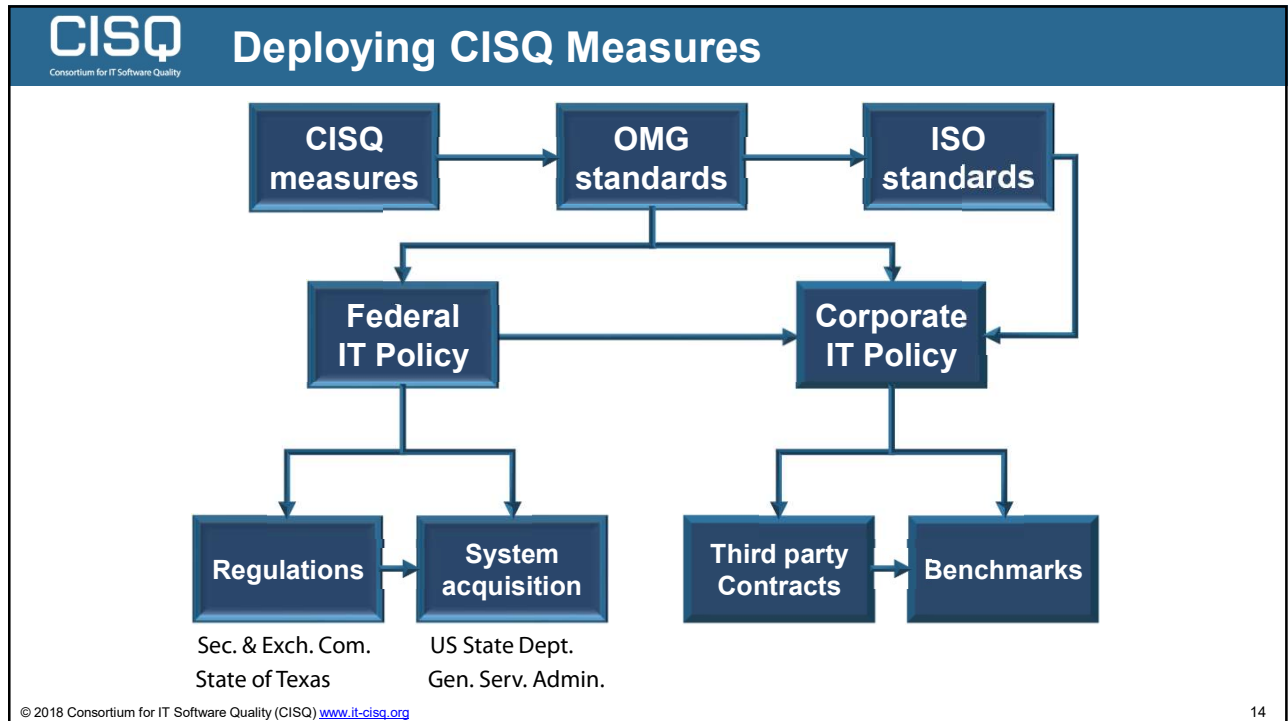 CISQ
Consortium for IT Software Quality
Deploying CISQ Measures
CISQ
measures
OMG
standards
ISO
standards
Federal
IT Policy
Corporate
IT Policy
Regulations
System
acquisition
Third party
Contracts
Benchmarks
Sec. & Exch. Com.
State of Texas
US State Dept.
Gen. Serv. Admin.
© 2018 Consortium for IT Software Quality (CISQ) www.it-cisq.org
14